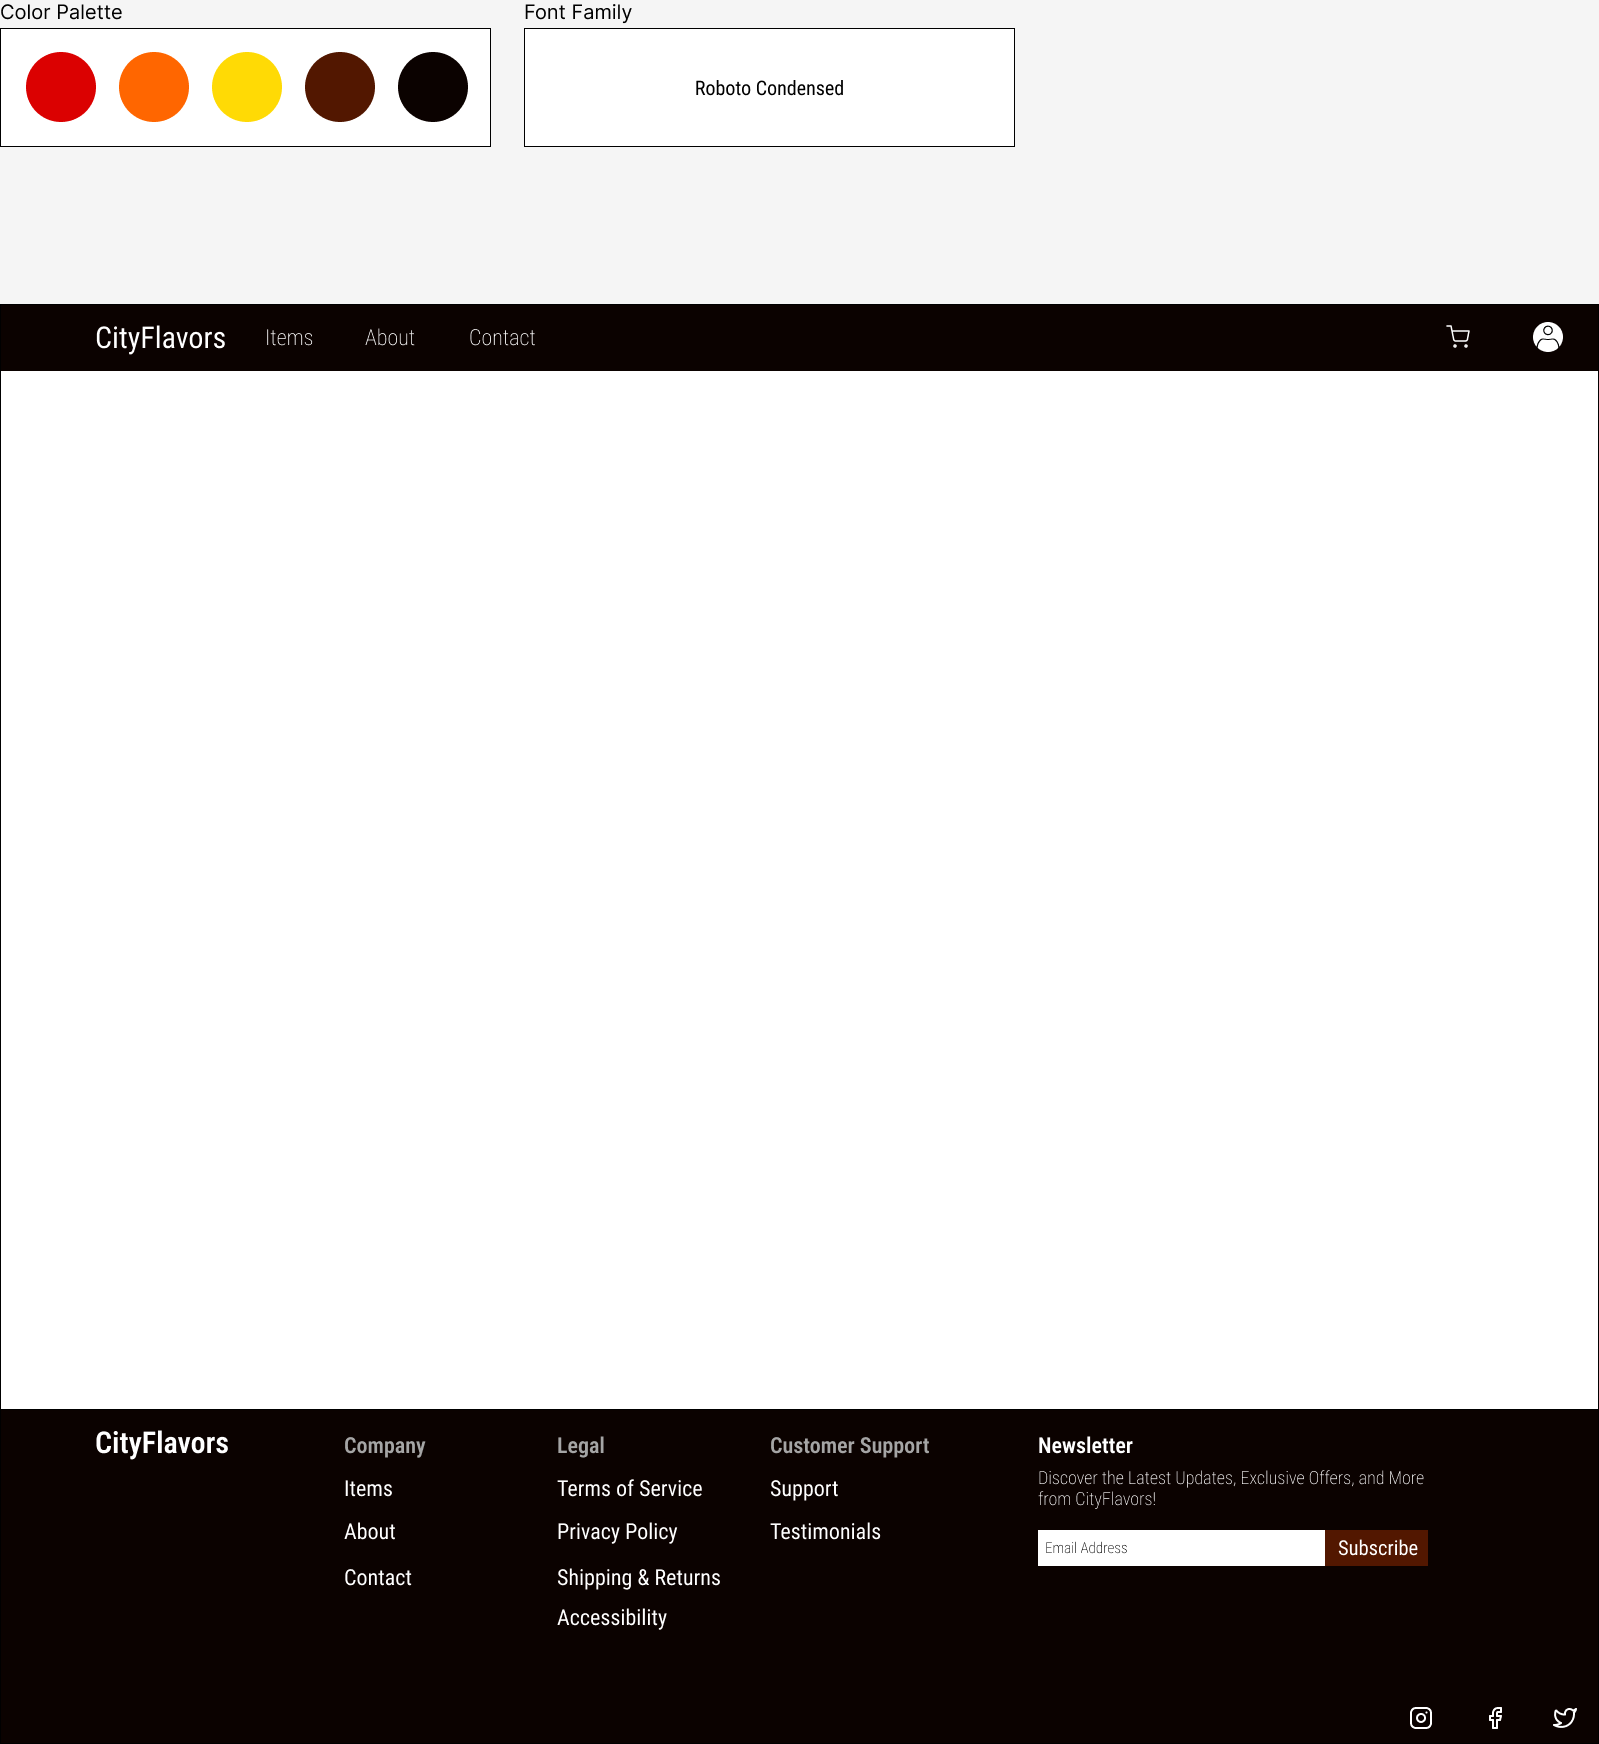 Color Palette
Font Family
Roboto Condensed
CityFlavors
Items
About
Contact
CityFlavors
Company
Items
About
Contact
Legal
Terms of Service
Privacy Policy
Shipping & Returns
Accessibility
Customer Support
Support
Testimonials
Newsletter
Discover the Latest Updates, Exclusive Offers, and More
from CityFlavors!
Email Address
Subscribe